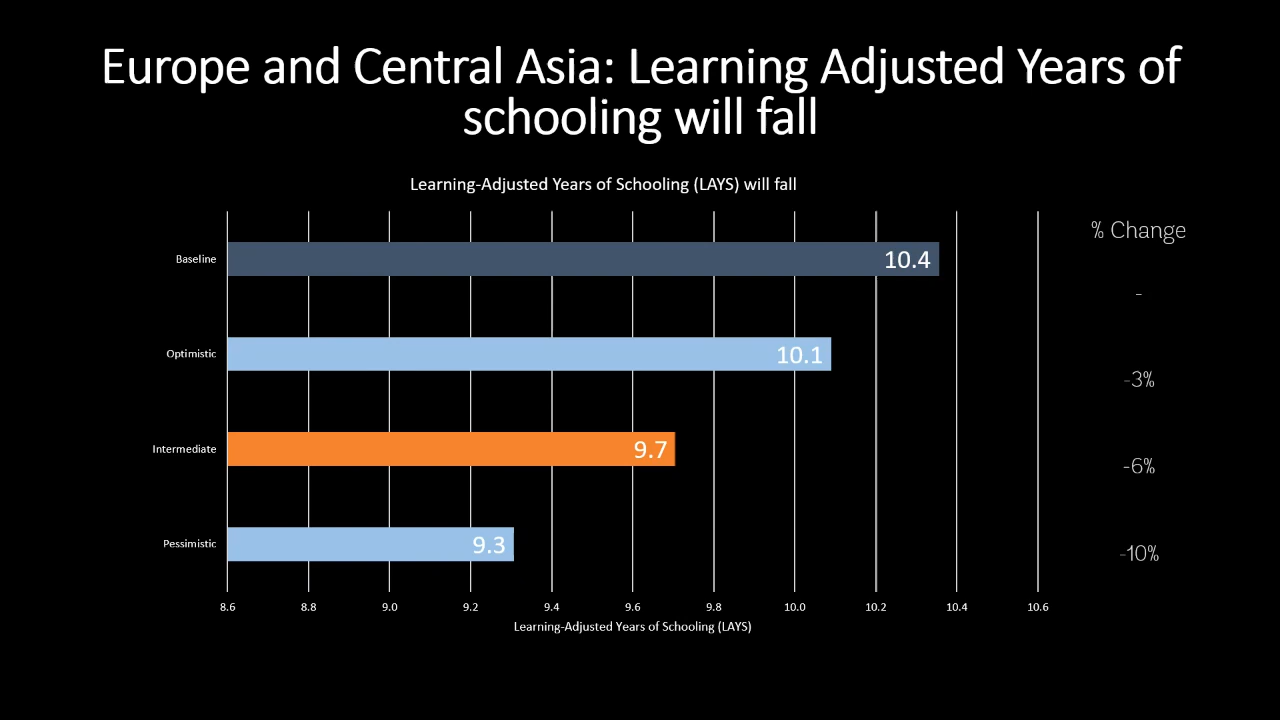 Europe and Central Asia: Learning Adjusted Years of
schooling will fall
Learning-Adjusted Years of Schooling (LAYS) will fall
% Change
Baseline
10.4
-
Optimistic
10.1
-3%
Intermediate
9.7
-6%
Pessimistic
9.3
-10%
8.6 8.8 9.0 9.2 9.4 9.6 9.8 10.0 10.2 10.4 10.6
Learning-Adjusted Years of Schooling (LAYS)